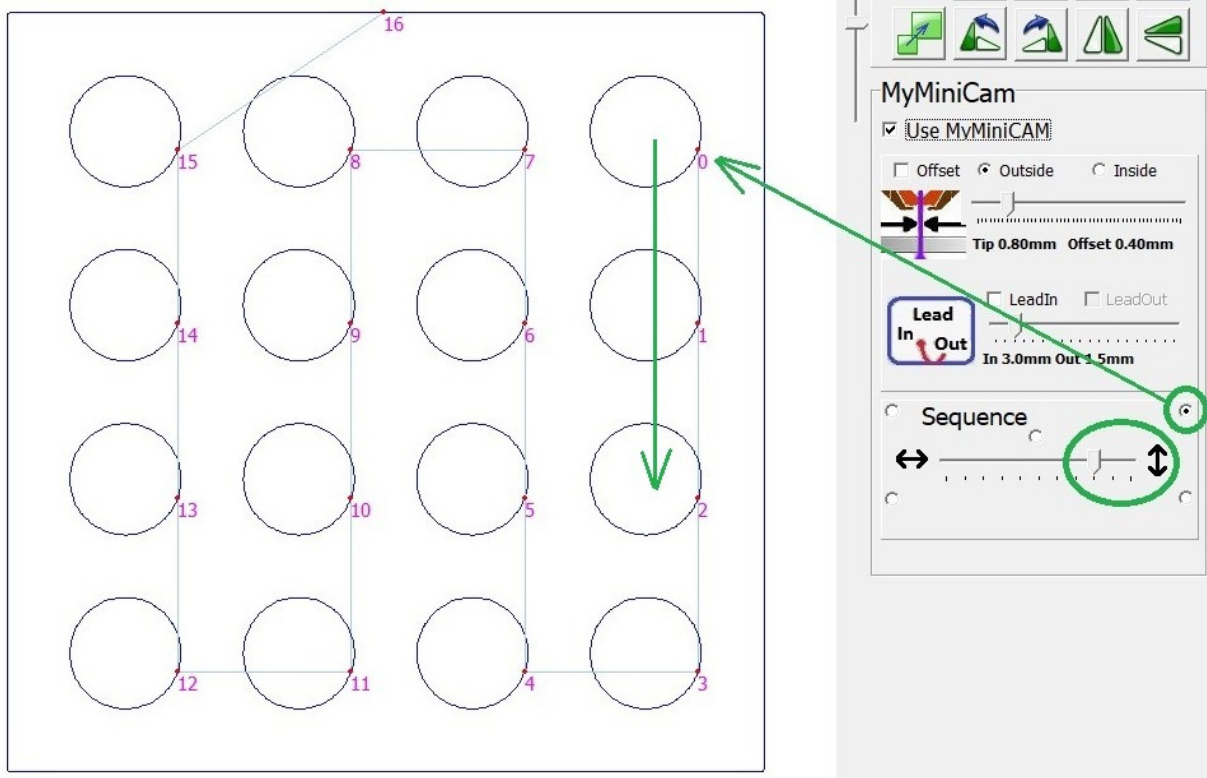 16
15 8 7 0
14 9 6 1
13 10 5 2
12 11 4 3
MyMiniCam
Use MyMiniCAM
Offset Outside Inside
Tip 0.80mm Offset 0.40mm
LeadIn LeadOut
Lead
In Out
In 3.0mm Out 1.5mm
Sequence